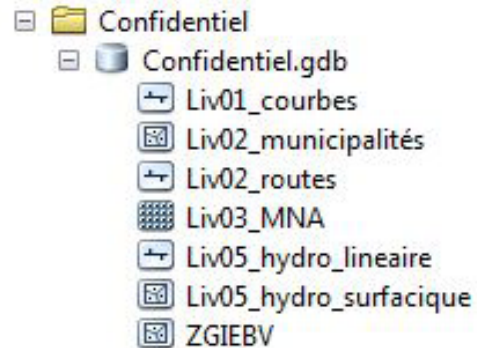 Confidentiel
Confidentiel.gdb
Liv01_courbes
Liv02_municipalités
Liv02_routes
Liv03_MNA
Liv05_hydro_lineaire
Liv05_hydro_surfacique
ZGIEBV